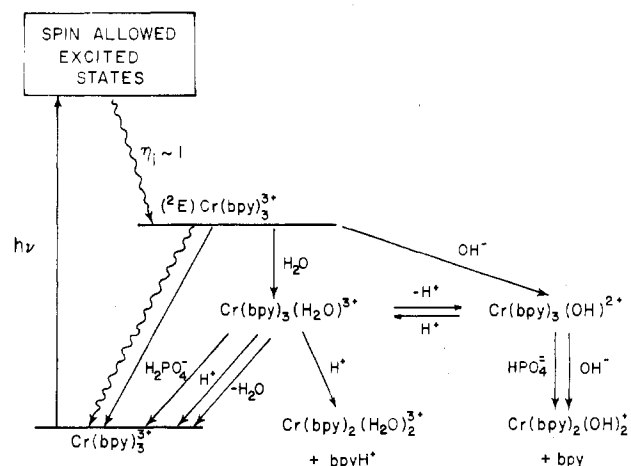 SPIN ALLOWED
EXCITED
STATES
ηi ~ 1
(²E) Cr(bpy)₃³⁺
hν
OH⁻
H₂O
Cr(bpy)₃(H₂O)³⁺
-H⁺
H⁺
Cr(bpy)₃(OH)²⁺
H₂PO₄⁻
H⁺
-H₂O
H⁺
HPO₄⁼
OH⁻
Cr(bpy)₃³⁺
Cr(bpy)₂(H₂O)₂³⁺
+ bpyH⁺
Cr(bpy)₂(OH)₂⁺
+ bpy